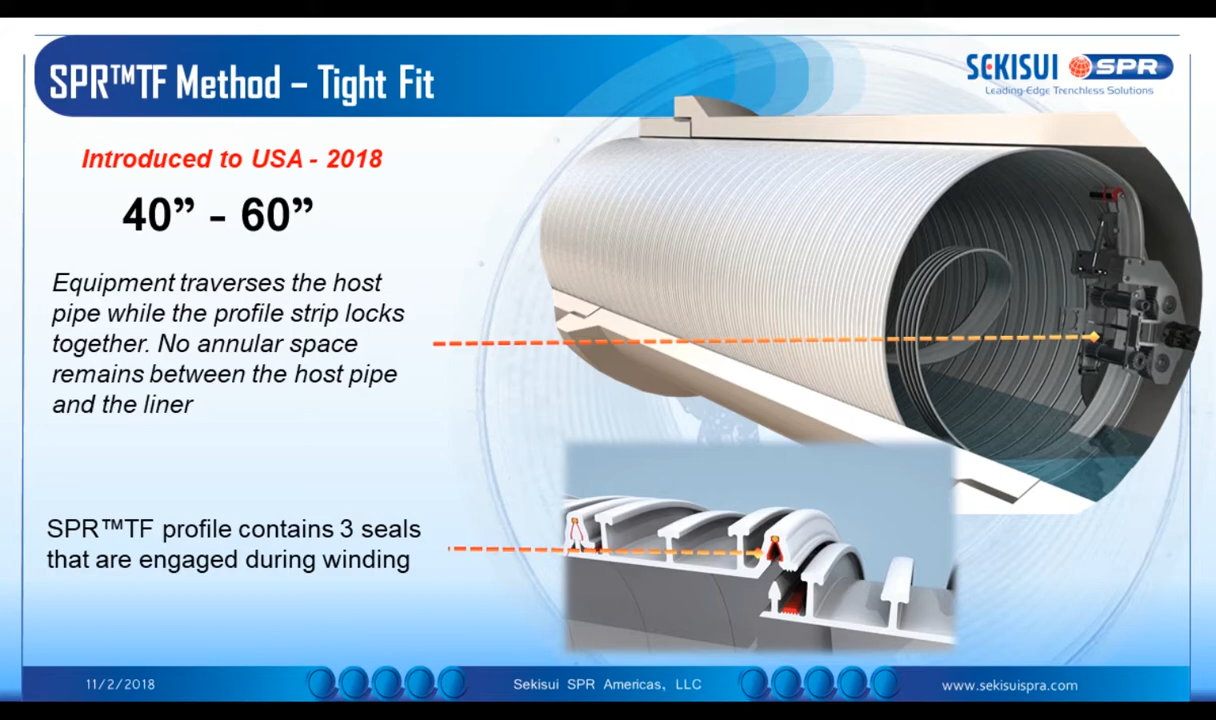 SPR™TF Method – Tight Fit
SEKISUI SPR
Leading-Edge Trenchless Solutions
Introduced to USA - 2018
40” - 60”
Equipment traverses the host
pipe while the profile strip locks
together. No annular space
remains between the host pipe
and the liner
SPR™TF profile contains 3 seals
that are engaged during winding
11/2/2018
Sekisui SPR Americas, LLC
www.sekisuispra.com